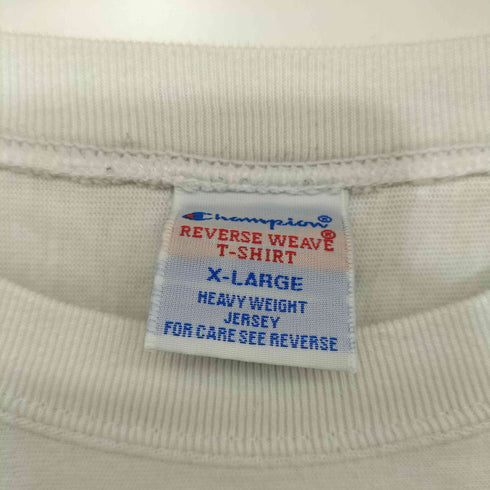 Champion®
REVERSE WEAVE®
T-SHIRT
X-LARGE
HEAVY WEIGHT
JERSEY
FOR CARE SEE REVERSE